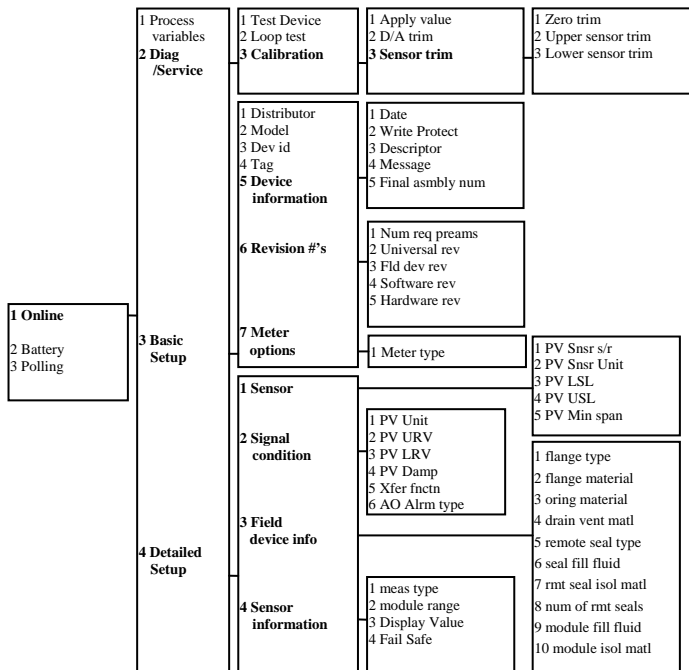 1 Online
2 Battery
3 Polling
1 Process
variables
2 Diag
/Service
3 Basic
Setup
4 Detailed
Setup
1 Test Device
2 Loop test
3 Calibration
1 Apply value
2 D/A trim
3 Sensor trim
1 Zero trim
2 Upper sensor trim
3 Lower sensor trim
1 Distributor
2 Model
3 Dev id
4 Tag
5 Device
information
6 Revision #'s
7 Meter
options
1 Date
2 Write Protect
3 Descriptor
4 Message
5 Final asmbly num
1 Num req preams
2 Universal rev
3 Fld dev rev
4 Software rev
5 Hardware rev
1 Meter type
1 Sensor
2 Signal
condition
3 Field
device info
4 Sensor
information
1 PV Snsr s/r
2 PV Snsr Unit
3 PV LSL
4 PV USL
5 PV Min span
1 PV Unit
2 PV URV
3 PV LRV
4 PV Damp
5 Xfer fnctn
6 AO Alrm type
1 flange type
2 flange material
3 oring material
4 drain vent matl
5 remote seal type
6 seal fill fluid
7 rmt seal isol matl
8 num of rmt seals
9 module fill fluid
10 module isol matl
1 meas type
2 module range
3 Display Value
4 Fail Safe